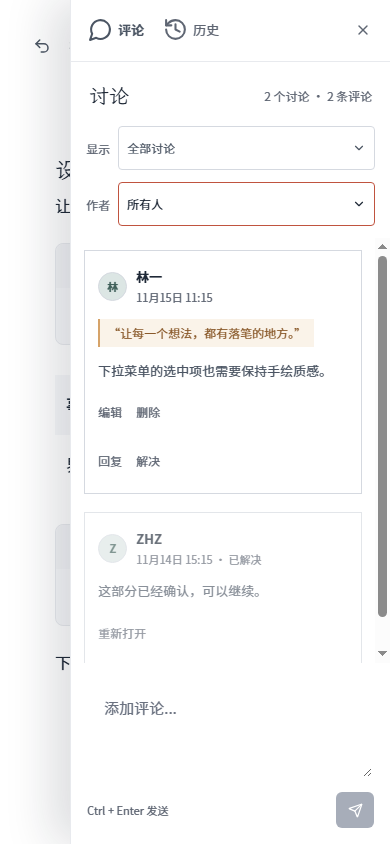 评论 历史
讨论 2 个讨论 · 2 条评论
显示 全部讨论
作者 所有人
林 林一
11月15日 11:15
“让每一个想法，都有落笔的地方。”
下拉菜单的选中项也需要保持手绘质感。
编辑 删除
回复 解决
Z ZHZ
11月14日 15:15 · 已解决
这部分已经确认，可以继续。
重新打开
添加评论...
Ctrl + Enter 发送
让
下